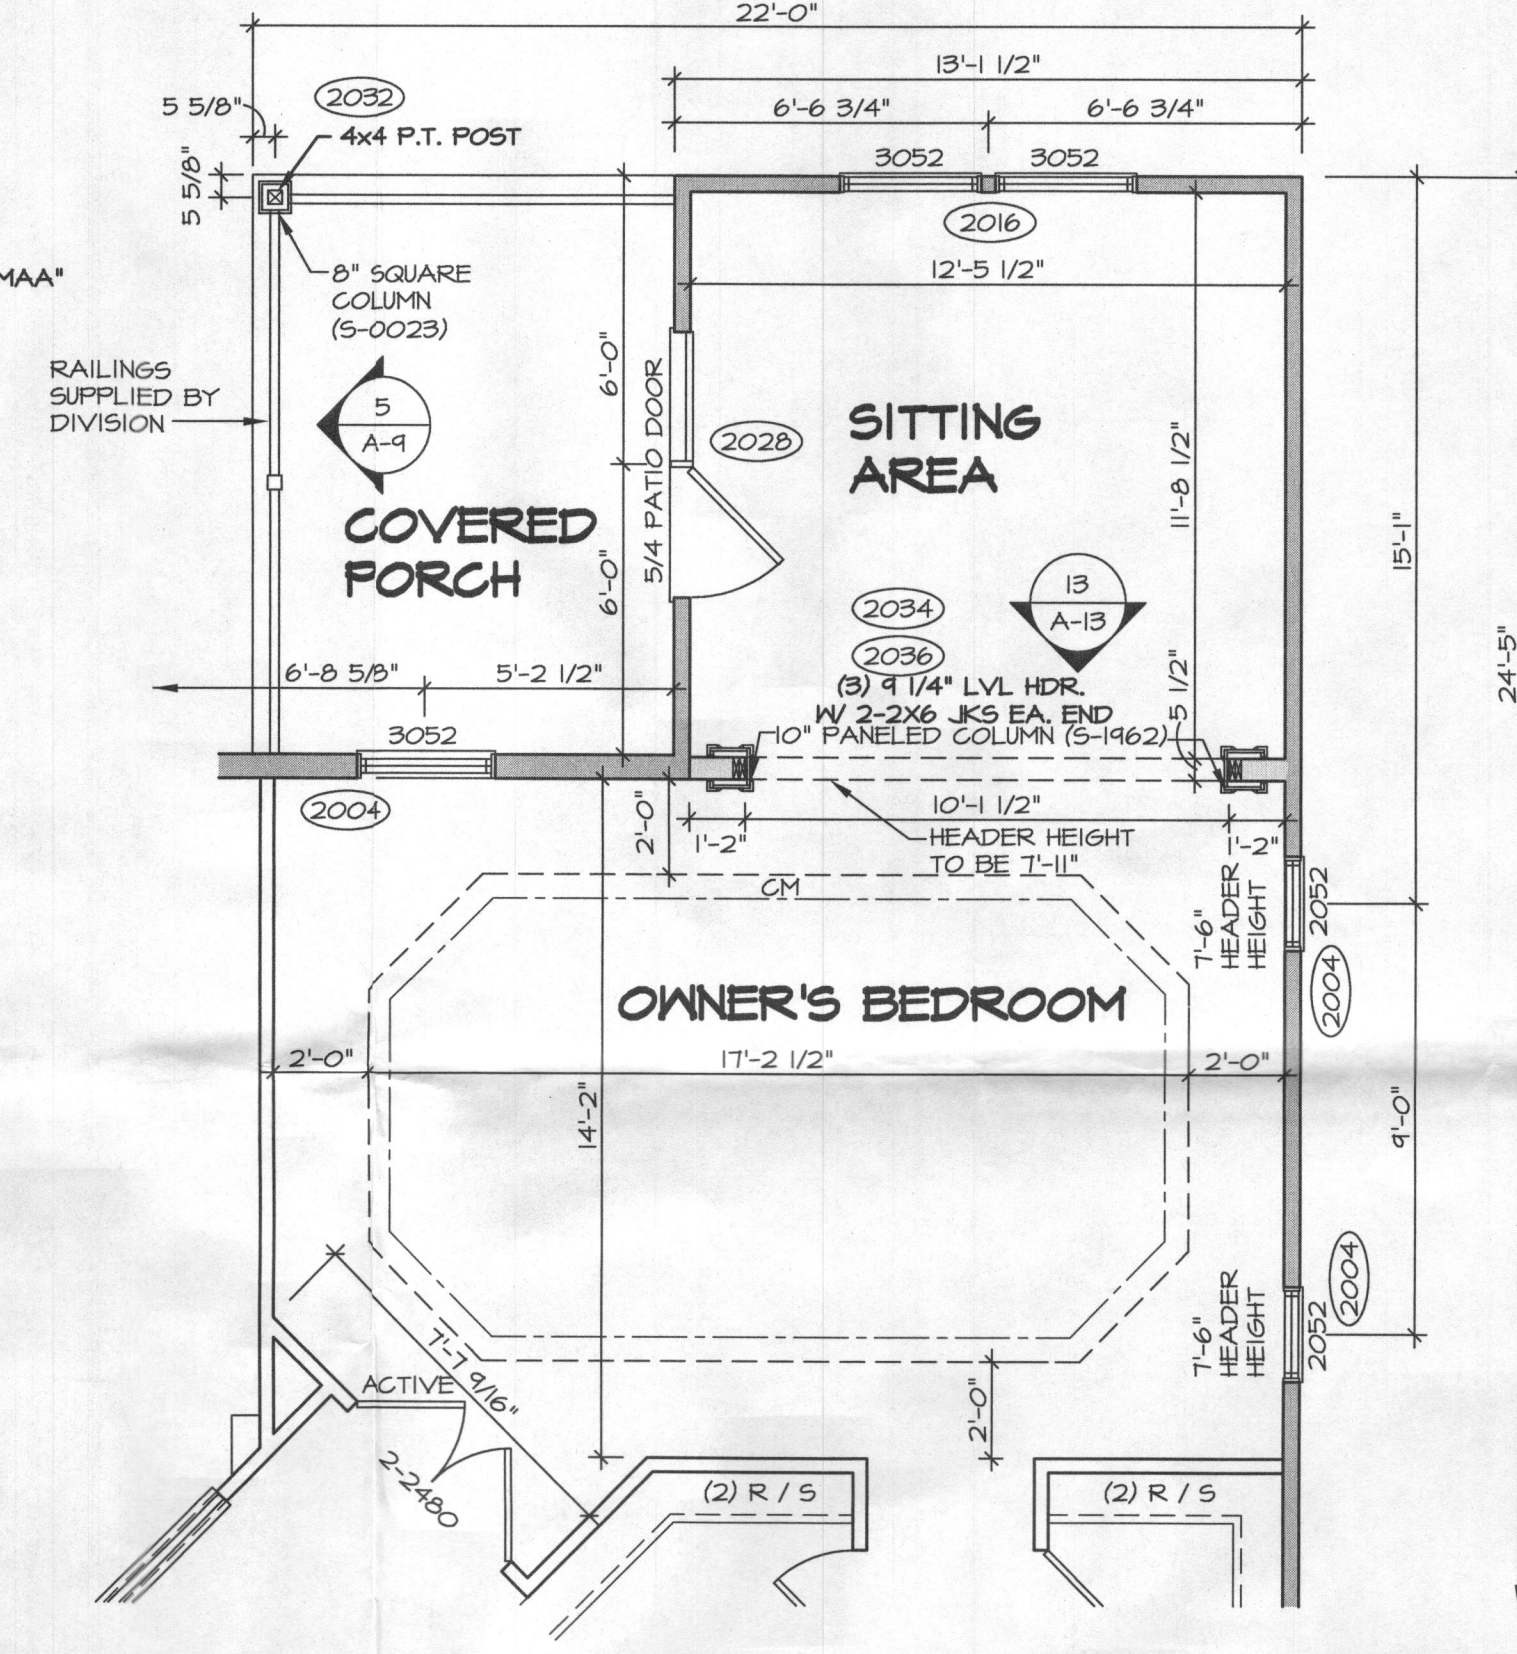 22'-0"
13'-1 1/2"
5 5/8"
2032
6'-6 3/4"
6'-6 3/4"
4x4 P.T. POST
3052
3052
5 5/8"
2016
MAA"
8" SQUARE
COLUMN
(S-0023)
12'-5 1/2"
RAILINGS
SUPPLIED BY
DIVISION
5
A-9
6'-0"
5/4 PATIO DOOR
2028
SITTING
AREA
11'-8 1/2"
15'-1"
COVERED
PORCH
6'-0"
2034
13
A-13
2036
24'-5"
6'-8 5/8"
5'-2 1/2"
(3) 9 1/4" LVL HDR.
W/ 2-2X6 JKS EA. END
5 1/2"
3052
10" PANELED COLUMN (S-1962)
2004
2'-0"
1'-2"
10'-1 1/2"
1'-2"
HEADER HEIGHT
TO BE 7'-11"
CM
7'-6"
HEADER
HEIGHT
2052
2004
OWNER'S BEDROOM
2'-0"
17'-2 1/2"
2'-0"
14'-2"
9'-0"
7'-6"
HEADER
HEIGHT
2052
2004
7'-7 9/16"
ACTIVE
2-2480
2'-0"
(2) R / S
(2) R / S